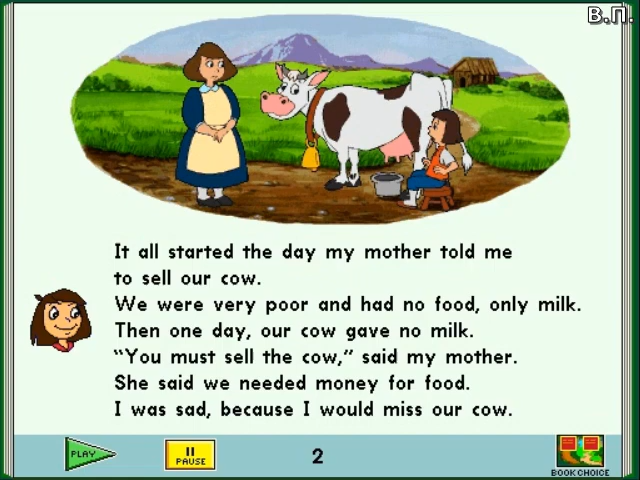 В.П.
It all started the day my mother told me
to sell our cow.
We were very poor and had no food, only milk.
Then one day, our cow gave no milk.
“You must sell the cow,” said my mother.
She said we needed money for food.
I was sad, because I would miss our cow.
PLAY
PAUSE
2
BOOK CHOICE